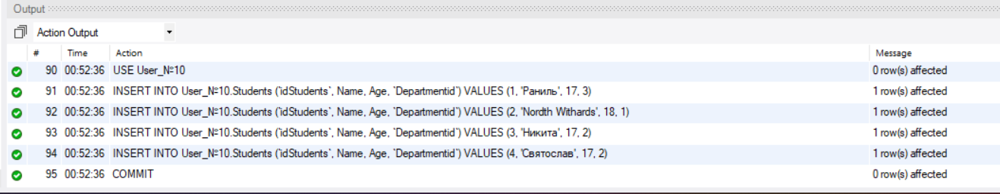 Output
Action Output
# Time Action Message
90 00:52:36 USE User_№10 0 row(s) affected
91 00:52:36 INSERT INTO User_№10.Students (`idStudents`, Name, Age, `Departmentid`) VALUES (1, 'Раниль', 17, 3) 1 row(s) affected
92 00:52:36 INSERT INTO User_№10.Students (`idStudents`, Name, Age, `Departmentid`) VALUES (2, 'Nordth Withards', 18, 1) 1 row(s) affected
93 00:52:36 INSERT INTO User_№10.Students (`idStudents`, Name, Age, `Departmentid`) VALUES (3, 'Никита', 17, 2) 1 row(s) affected
94 00:52:36 INSERT INTO User_№10.Students (`idStudents`, Name, Age, `Departmentid`) VALUES (4, 'Святослав', 17, 2) 1 row(s) affected
95 00:52:36 COMMIT 0 row(s) affected